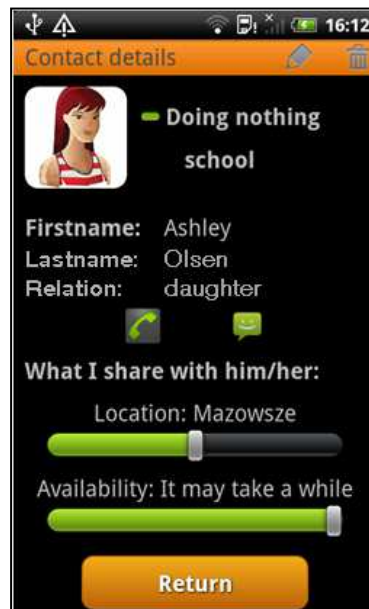 16:12
Contact details
Doing nothing
school
Firstname: Ashley
Lastname: Olsen
Relation: daughter
What I share with him/her:
Location: Mazowsze
Availability: It may take a while
Return